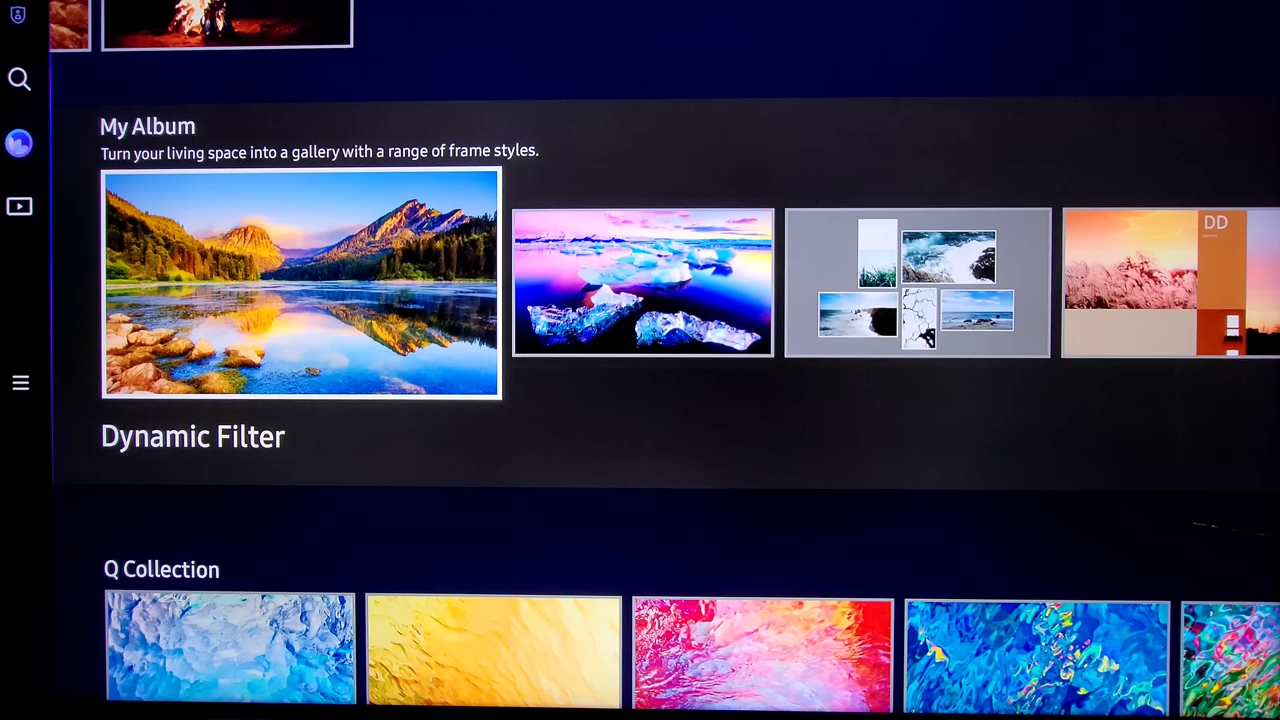 My Album
Turn your living space into a gallery with a range of frame styles.
DD
Dynamic Filter
Q Collection